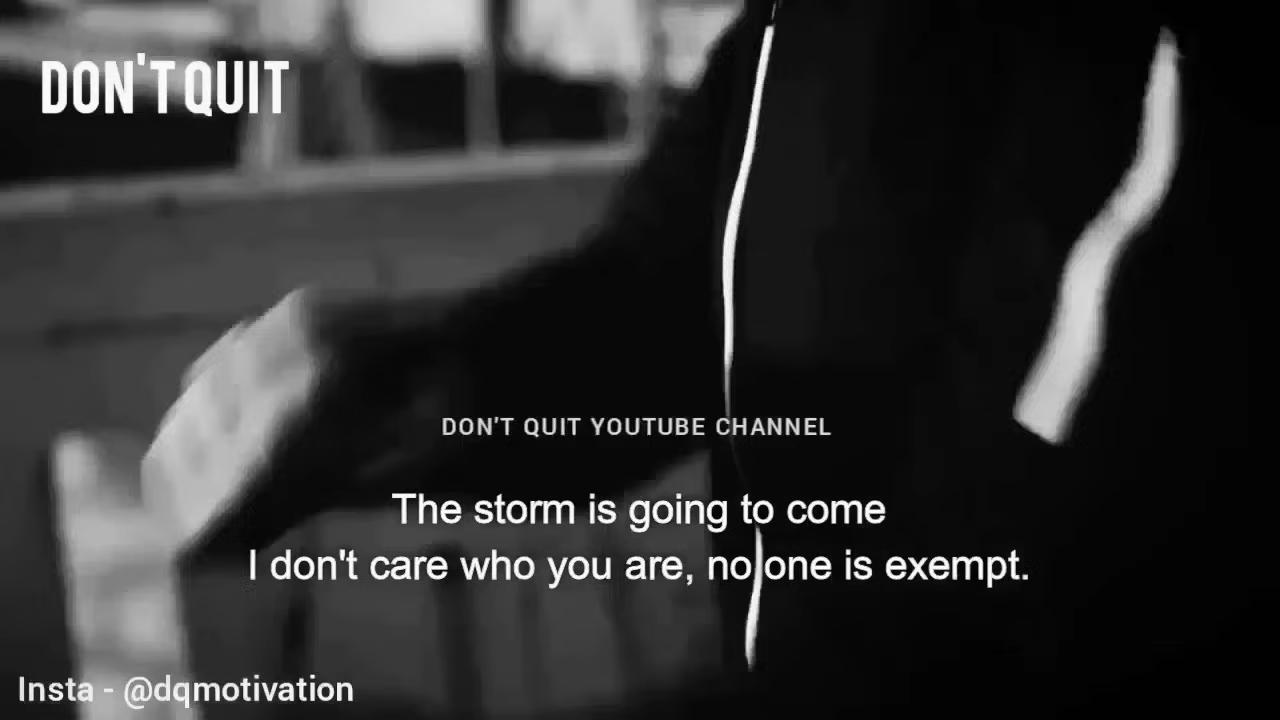 DON'T QUIT
DON'T QUIT YOUTUBE CHANNEL
The storm is going to come
I don't care who you are, no one is exempt.
Insta - @dqmotivation